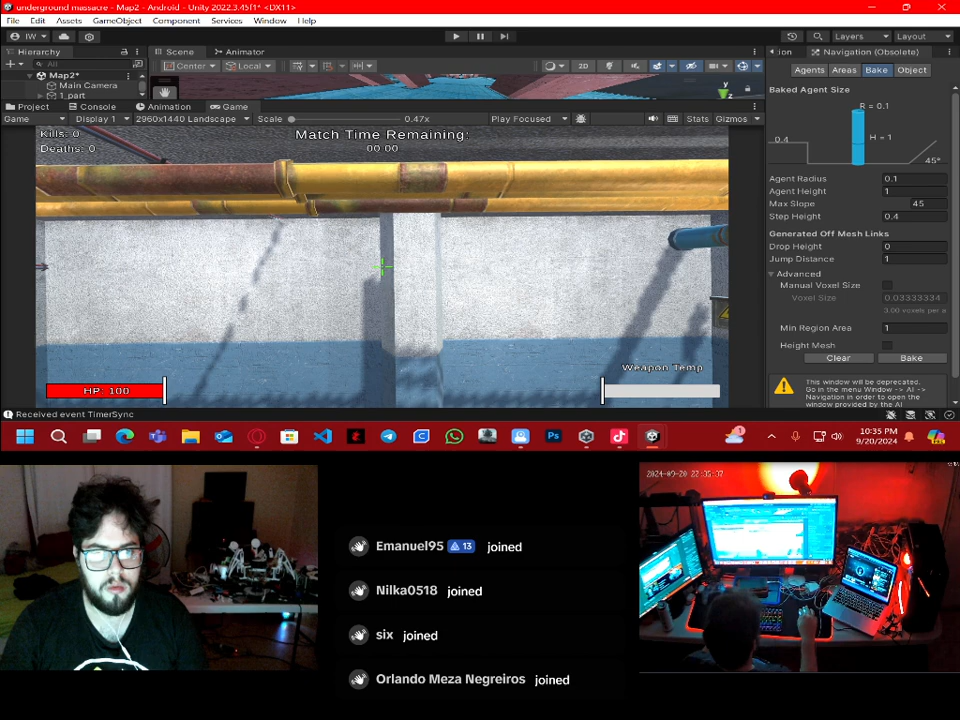 underground massacre - Map2 - Android - Unity 2022.3.45f1* <DX11>
File Edit Assets GameObject Component Services Window Help
IW Layers Layout
Hierarchy Scene Animator ion Navigation (Obsolete)
All Center Local 2D Agents Areas Bake Object
Map2*
Main Camera
1_part
Baked Agent Size
Project Console Animation Game
R = 0.1
Game Display 1 2960x1440 Landscape Scale 0.47x Play Focused Stats Gizmos
Kills: 0
Deaths: 0
Match Time Remaining:
00:00
H = 1
0.4
45°
Agent Radius 0.1
Agent Height 1
Max Slope 45
Step Height 0.4
Generated Off Mesh Links
Drop Height 0
Jump Distance 1
Advanced
Manual Voxel Size
Voxel Size 0.03333334
3.00 voxels per a
Min Region Area 1
Height Mesh
Clear Bake
This window will be deprecated.
Go in the menu Window -> AI ->
Navigation in order to open the
window provided by the AI
HP: 100
Weapon Temp
Received event TimerSync
10:35 PM
9/20/2024
2024-09-20 22:35:37
Emanuel95 13 joined
Nilka0518 joined
six joined
Orlando Meza Negreiros joined